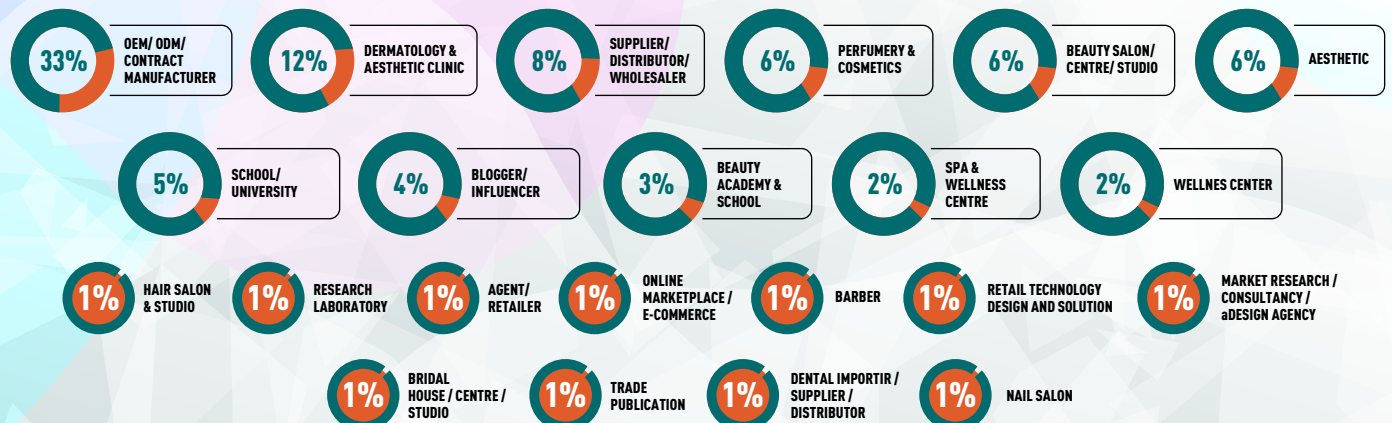 33%
OEM/ ODM/
CONTRACT
MANUFACTURER
12%
DERMATOLOGY &
AESTHETIC CLINIC
8%
SUPPLIER/
DISTRIBUTOR/
WHOLESALER
6%
PERFUMERY &
COSMETICS
6%
BEAUTY SALON/
CENTRE/ STUDIO
6%
AESTHETIC
5%
SCHOOL/
UNIVERSITY
4%
BLOGGER/
INFLUENCER
3%
BEAUTY
ACADEMY &
SCHOOL
2%
SPA &
WELLNESS
CENTRE
2%
WELLNES CENTER
1%
HAIR SALON
& STUDIO
1%
RESEARCH
LABORATORY
1%
AGENT/
RETAILER
1%
ONLINE
MARKETPLACE /
E-COMMERCE
1%
BARBER
1%
RETAIL TECHNOLOGY
DESIGN AND SOLUTION
1%
MARKET RESEARCH /
CONSULTANCY /
aDESIGN AGENCY
1%
BRIDAL
HOUSE / CENTRE /
STUDIO
1%
TRADE
PUBLICATION
1%
DENTAL IMPORTIR /
SUPPLIER /
DISTRIBUTOR
1%
NAIL SALON